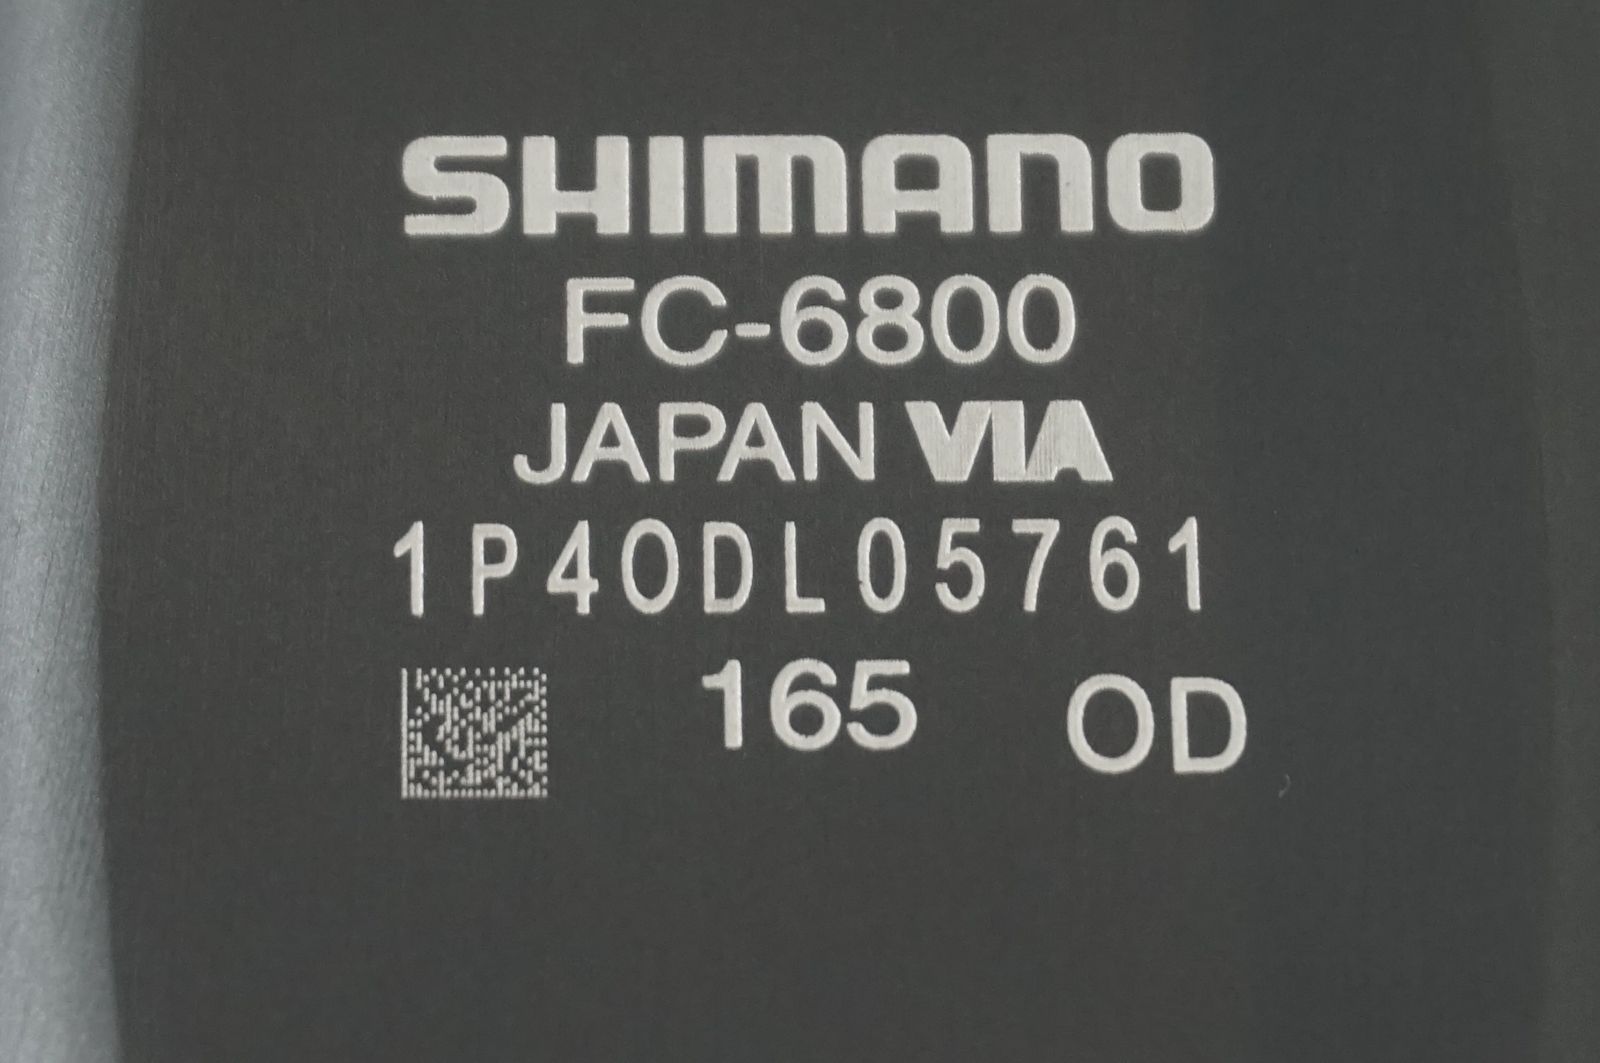 SHIMANO
FC-6800
JAPAN VIA
1P40DL05761
165 OD